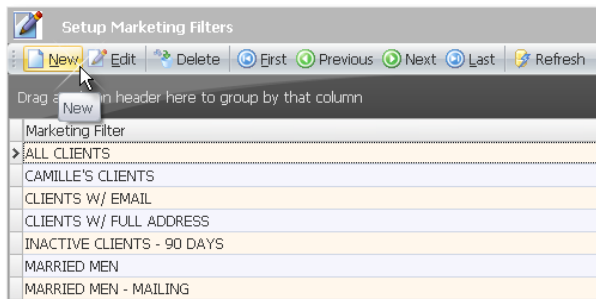 Setup Marketing Filters
New Edit Delete First Previous Next Last Refresh
Drag a n header here to group by that column
New
Marketing Filter
ALL CLIENTS
CAMILLE'S CLIENTS
CLIENTS W/ EMAIL
CLIENTS W/ FULL ADDRESS
INACTIVE CLIENTS - 90 DAYS
MARRIED MEN
MARRIED MEN - MAILING